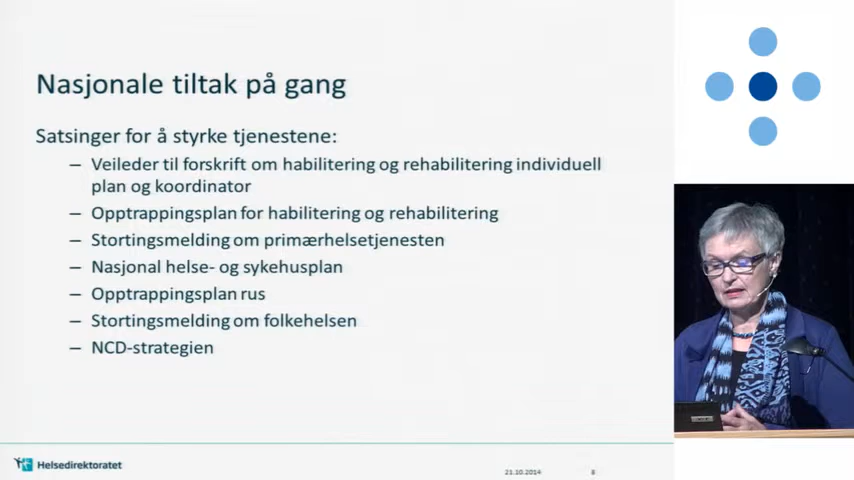 Nasjonale tiltak på gang
Satsinger for å styrke tjenestene:
– Veileder til forskrift om habilitering og rehabilitering individuell
plan og koordinator
– Opptrappingsplan for habilitering og rehabilitering
– Stortingsmelding om primærhelsetjenesten
– Nasjonal helse- og sykehusplan
– Opptrappingsplan rus
– Stortingsmelding om folkehelsen
– NCD-strategien
Helsedirektoratet
21.10.2014
8